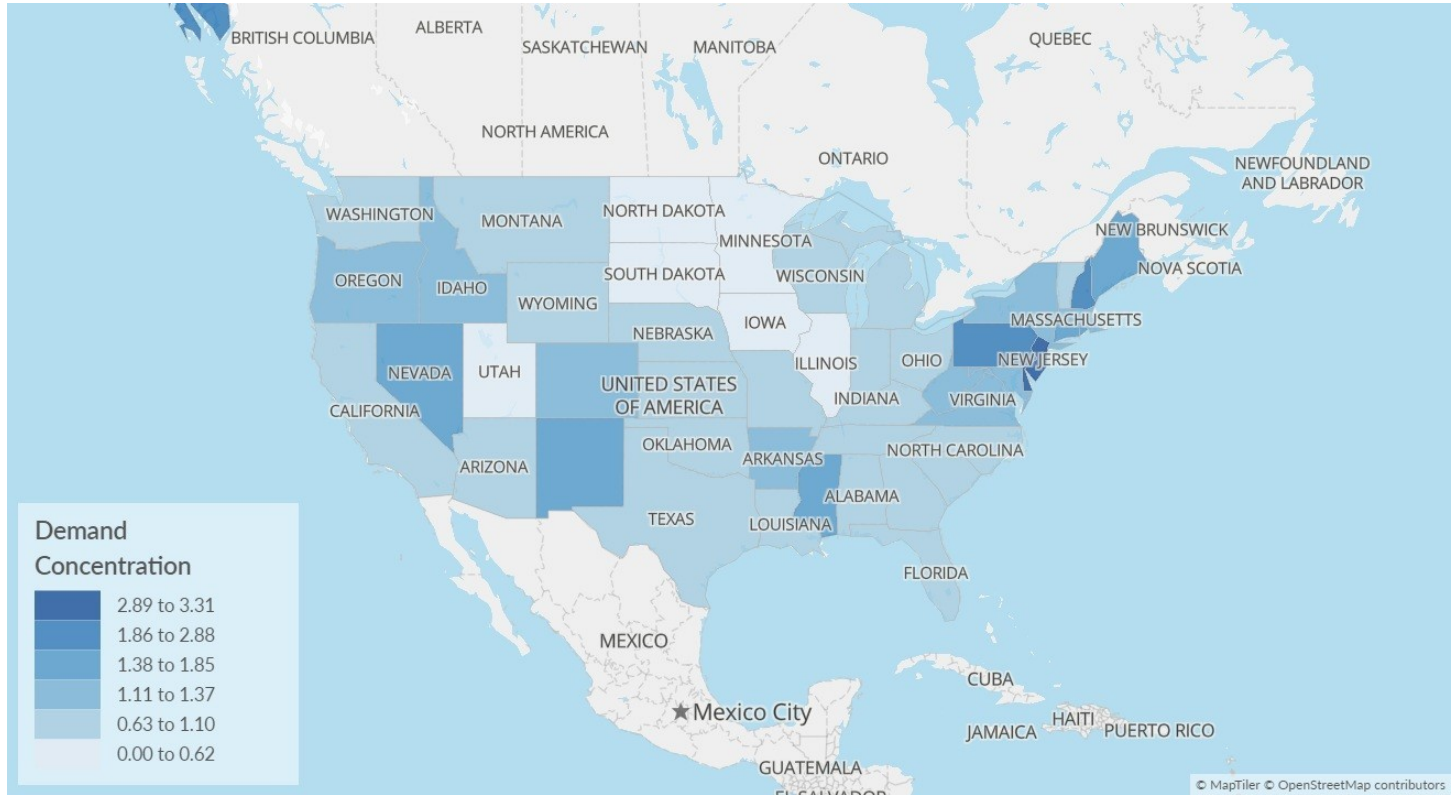 ALBERTA
BRITISH COLUMBIA
SASKATCHEWAN
MANITOBA
QUEBEC
NORTH AMERICA
ONTARIO
NEWFOUNDLAND
AND LABRADOR
WASHINGTON
MONTANA
NORTH DAKOTA
MINNESOTA
NEW BRUNSWICK
NOVA SCOTIA
OREGON
IDAHO
SOUTH DAKOTA
WISCONSIN
WYOMING
NEBRASKA
IOWA
MASSACHUSETTS
NEVADA
UTAH
ILLINOIS
OHIO
NEW JERSEY
UNITED STATES
OF AMERICA
CALIFORNIA
INDIANA
VIRGINIA
ARIZONA
OKLAHOMA
ARKANSAS
NORTH CAROLINA
TEXAS
LOUISIANA
ALABAMA
FLORIDA
MEXICO
Mexico City
CUBA
JAMAICA
HAITI
PUERTO RICO
GUATEMALA
EL SALVADOR
Demand
Concentration
2.89 to 3.31
1.86 to 2.88
1.38 to 1.85
1.11 to 1.37
0.63 to 1.10
0.00 to 0.62
© MapTiler © OpenStreetMap contributors